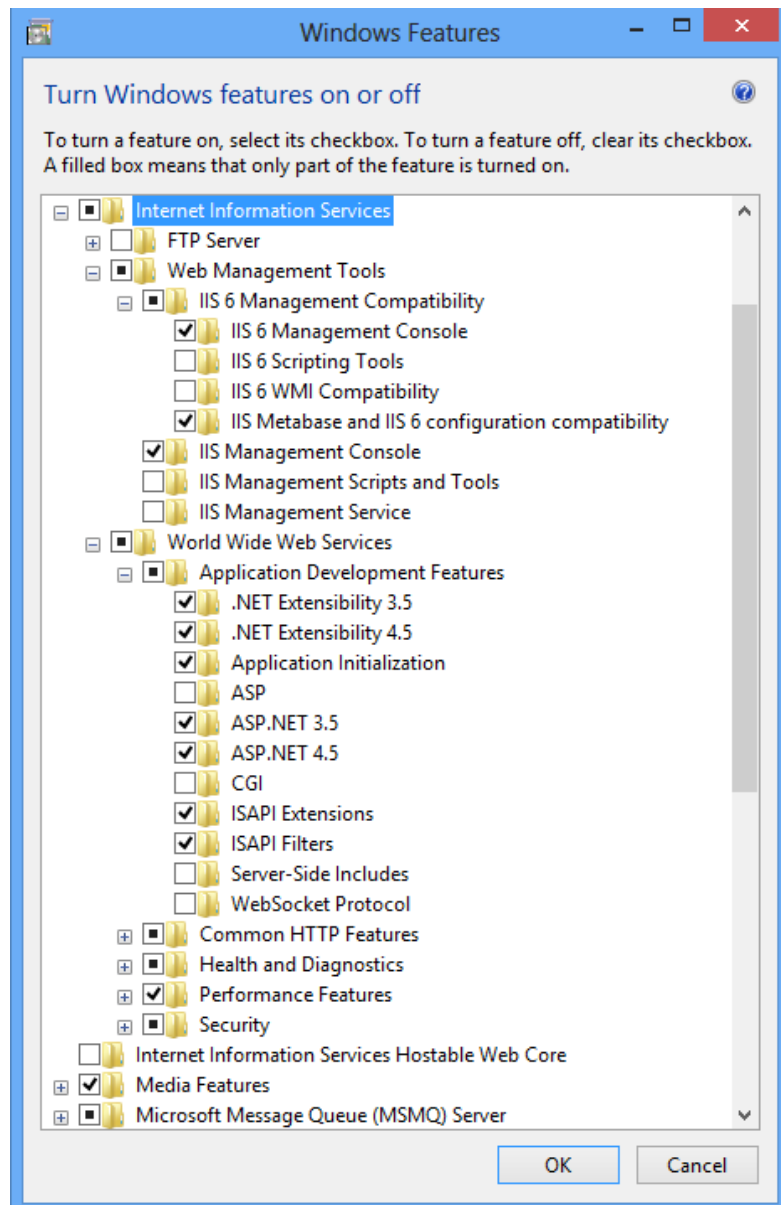 Windows Features
Turn Windows features on or off
To turn a feature on, select its checkbox. To turn a feature off, clear its checkbox.
A filled box means that only part of the feature is turned on.
Internet Information Services
FTP Server
Web Management Tools
IIS 6 Management Compatibility
IIS 6 Management Console
IIS 6 Scripting Tools
IIS 6 WMI Compatibility
IIS Metabase and IIS 6 configuration compatibility
IIS Management Console
IIS Management Scripts and Tools
IIS Management Service
World Wide Web Services
Application Development Features
.NET Extensibility 3.5
.NET Extensibility 4.5
Application Initialization
ASP
ASP.NET 3.5
ASP.NET 4.5
CGI
ISAPI Extensions
ISAPI Filters
Server-Side Includes
WebSocket Protocol
Common HTTP Features
Health and Diagnostics
Performance Features
Security
Internet Information Services Hostable Web Core
Media Features
Microsoft Message Queue (MSMQ) Server
OK Cancel